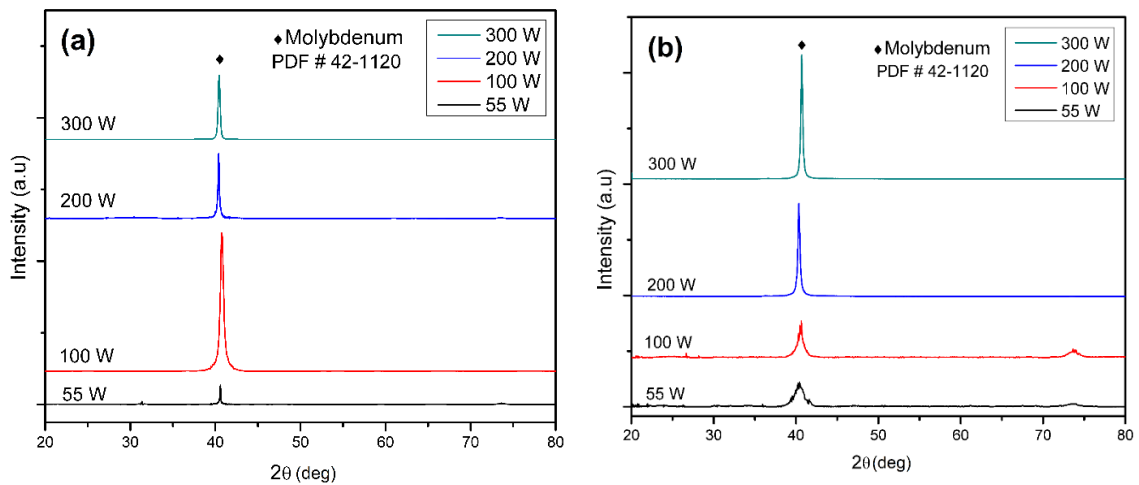 (a)
♦Molybdenum
PDF # 42-1120
300 W
200 W
100 W
55 W
300 W
200 W
100 W
55 W
Intensity (a.u)
20 30 40 50 60 70 80
2θ (deg)
(b)
♦Molybdenum
PDF # 42-1120
300 W
200 W
100 W
55 W
300 W
200 W
100 W
55 W
Intensity (a.u)
20 30 40 50 60 70 80
2θ (deg)